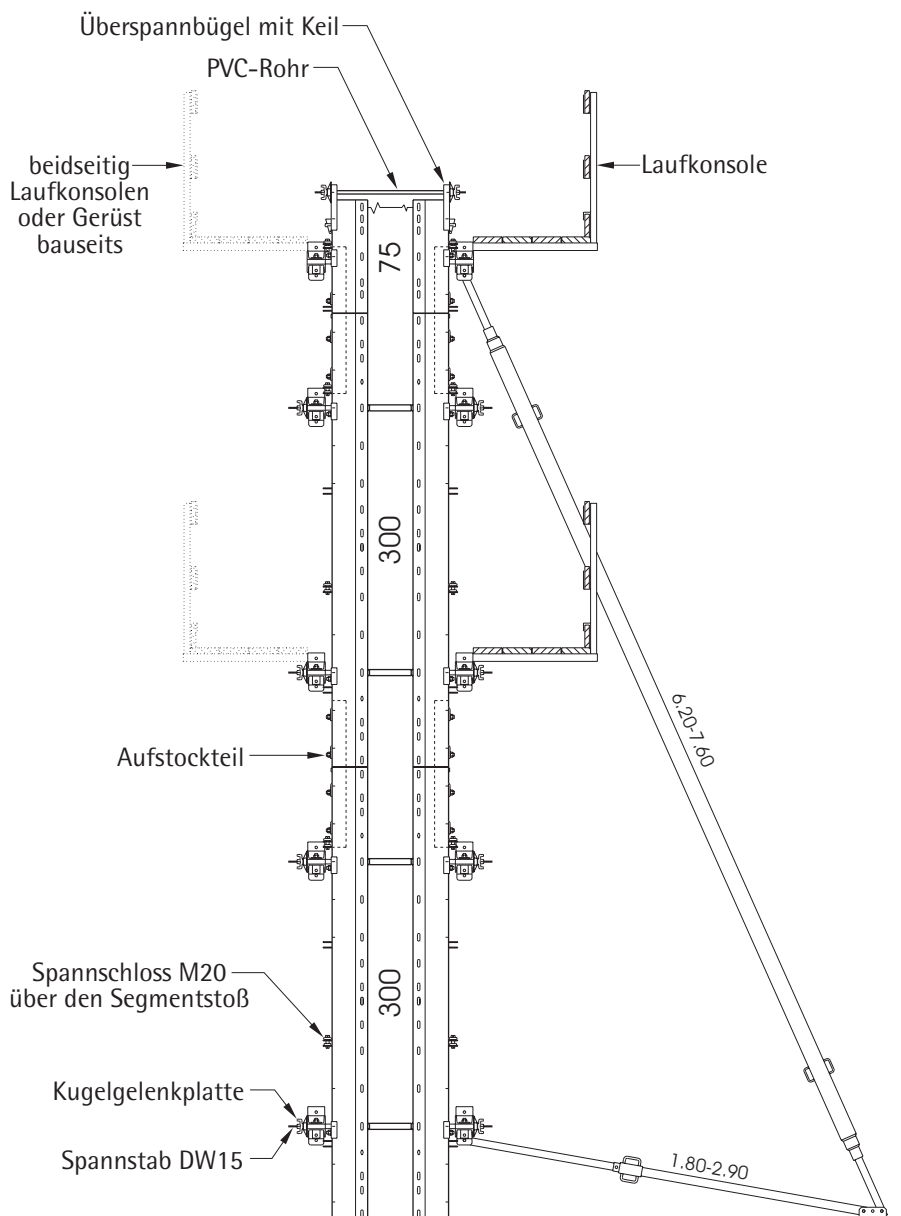 Überspannbügel mit Keil
PVC-Rohr
beidseitig
Laufkonsolen
oder Gerüst
bauseits
Laufkonsole
75
300
6.20-7.60
Aufstockteil
Spannschloss M20
über den Segmentstoß
300
Kugelgelenkplatte
Spannstab DW15
1.80-2.90